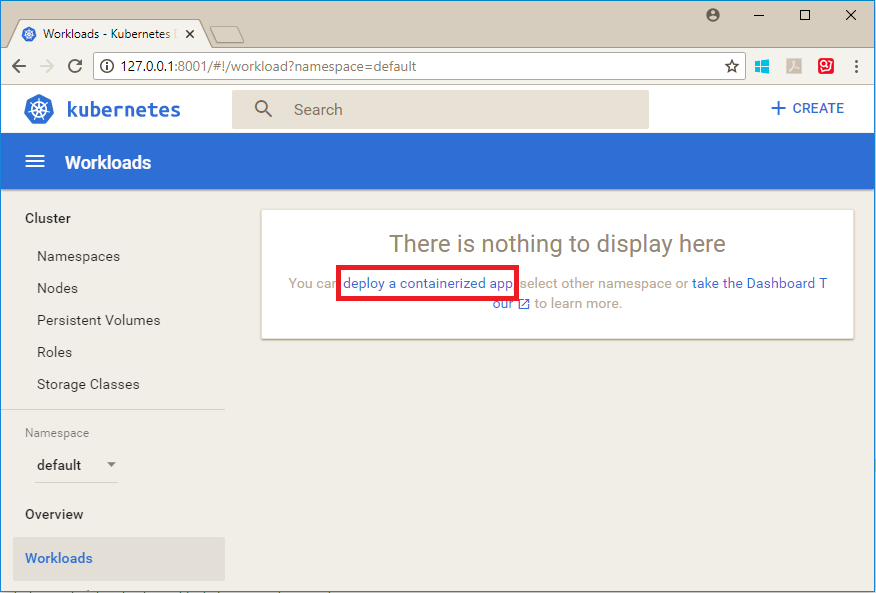 Workloads - Kubernetes
127.0.0.1:8001/#!/workload?namespace=default
kubernetes
Search
+ CREATE
Workloads
Cluster
Namespaces
Nodes
Persistent Volumes
Roles
Storage Classes
Namespace
default
Overview
Workloads
There is nothing to display here
You can deploy a containerized app, select other namespace or take the Dashboard T
our to learn more.